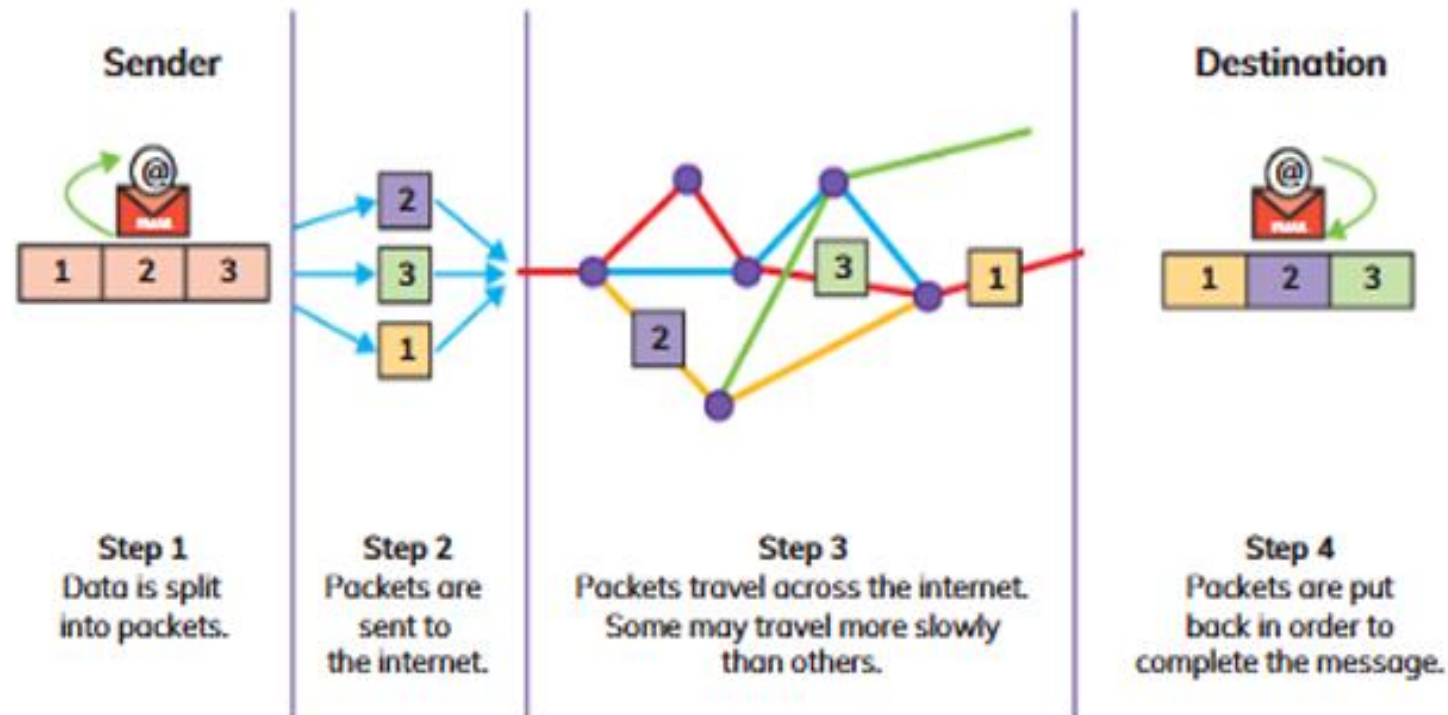 Sender
@
EMAIL
1 2 3
2
3
1
3
1
2
Destination
@
1 2 3
Step 1
Data is split
into packets.
Step 2
Packets are
sent to
the internet.
Step 3
Packets travel across the internet.
Some may travel more slowly
than others.
Step 4
Packets are put
back in order to
complete the message.